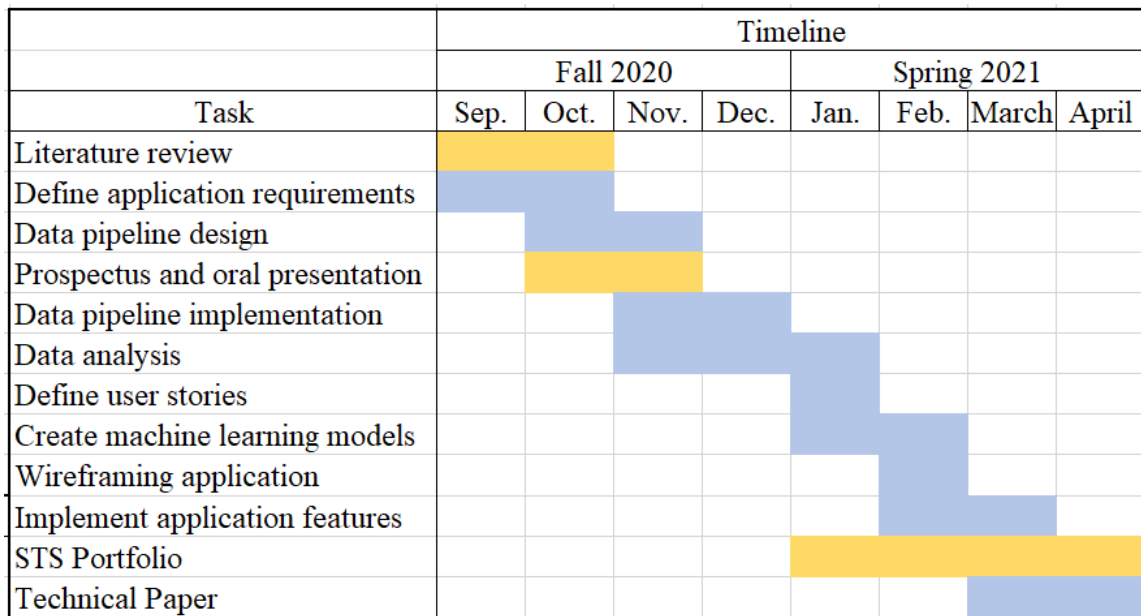 Timeline
Fall 2020 Spring 2021
Task Sep. Oct. Nov. Dec. Jan. Feb. March April
Literature review
Define application requirements
Data pipeline design
Prospectus and oral presentation
Data pipeline implementation
Data analysis
Define user stories
Create machine learning models
Wireframing application
Implement application features
STS Portfolio
Technical Paper